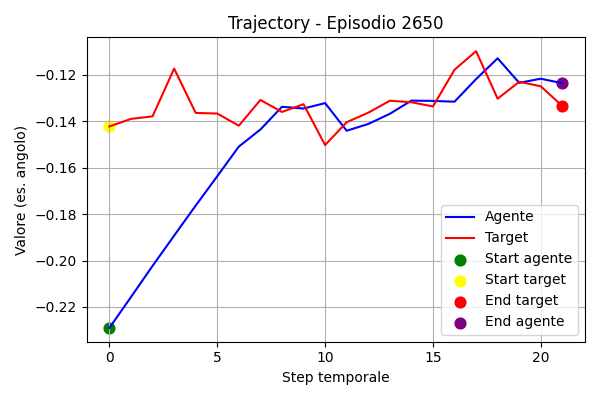 Trajectory - Episodio 2650
Valore (es. angolo)
−0.12
−0.14
−0.16
−0.18
−0.20
−0.22
0
5
10
15
20
Step temporale
Agente
Target
Start agente
Start target
End target
End agente